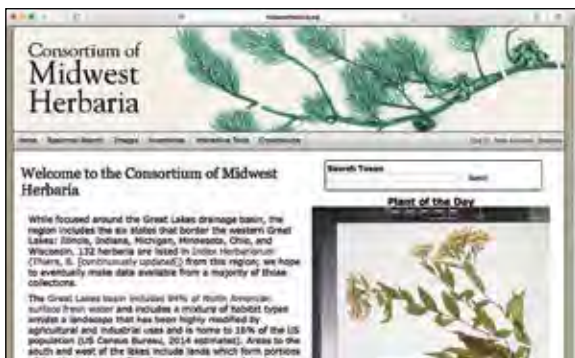 Consortium of
Midwest
Herbaria
Home Specimen Search Images Inventories Interactive Tools Crowdsource
Welcome to the Consortium of Midwest
Herbaria
Search Taxon
Search
Plant of the Day
While focused around the Great Lakes drainage basin, the
region includes the six states that border the western Great
Lakes: Illinois, Indiana, Michigan, Minnesota, Ohio, and
Wisconsin. 132 herbaria are listed in Index Herbariorum
(Thiers, B. [continuously updated]) from this region; we hope
to eventually make data available from a majority of those
collections.
The Great Lakes basin includes 84% of North American
surface fresh water and includes a mixture of habitat types
amidst a landscape that has been highly modified by
agricultural and industrial uses and is home to 16% of the US
population (US Census Bureau, 2014 estimates). Areas to the
south and west of the lakes include lands which form portions